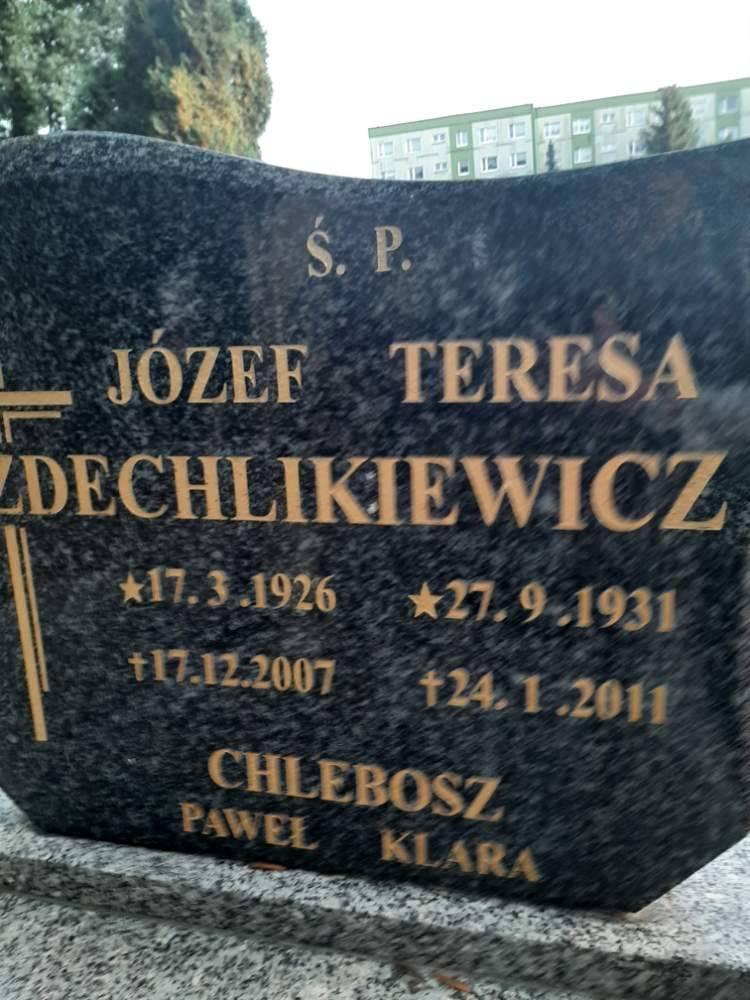 Ś. P.
JÓZEF TERESA
ZDECHLIKIEWICZ
★17.3.1926 ★27.9.1931
†17.12.2007 †24.1.2011
CHLEBOSZ
PAWEŁ KLARA